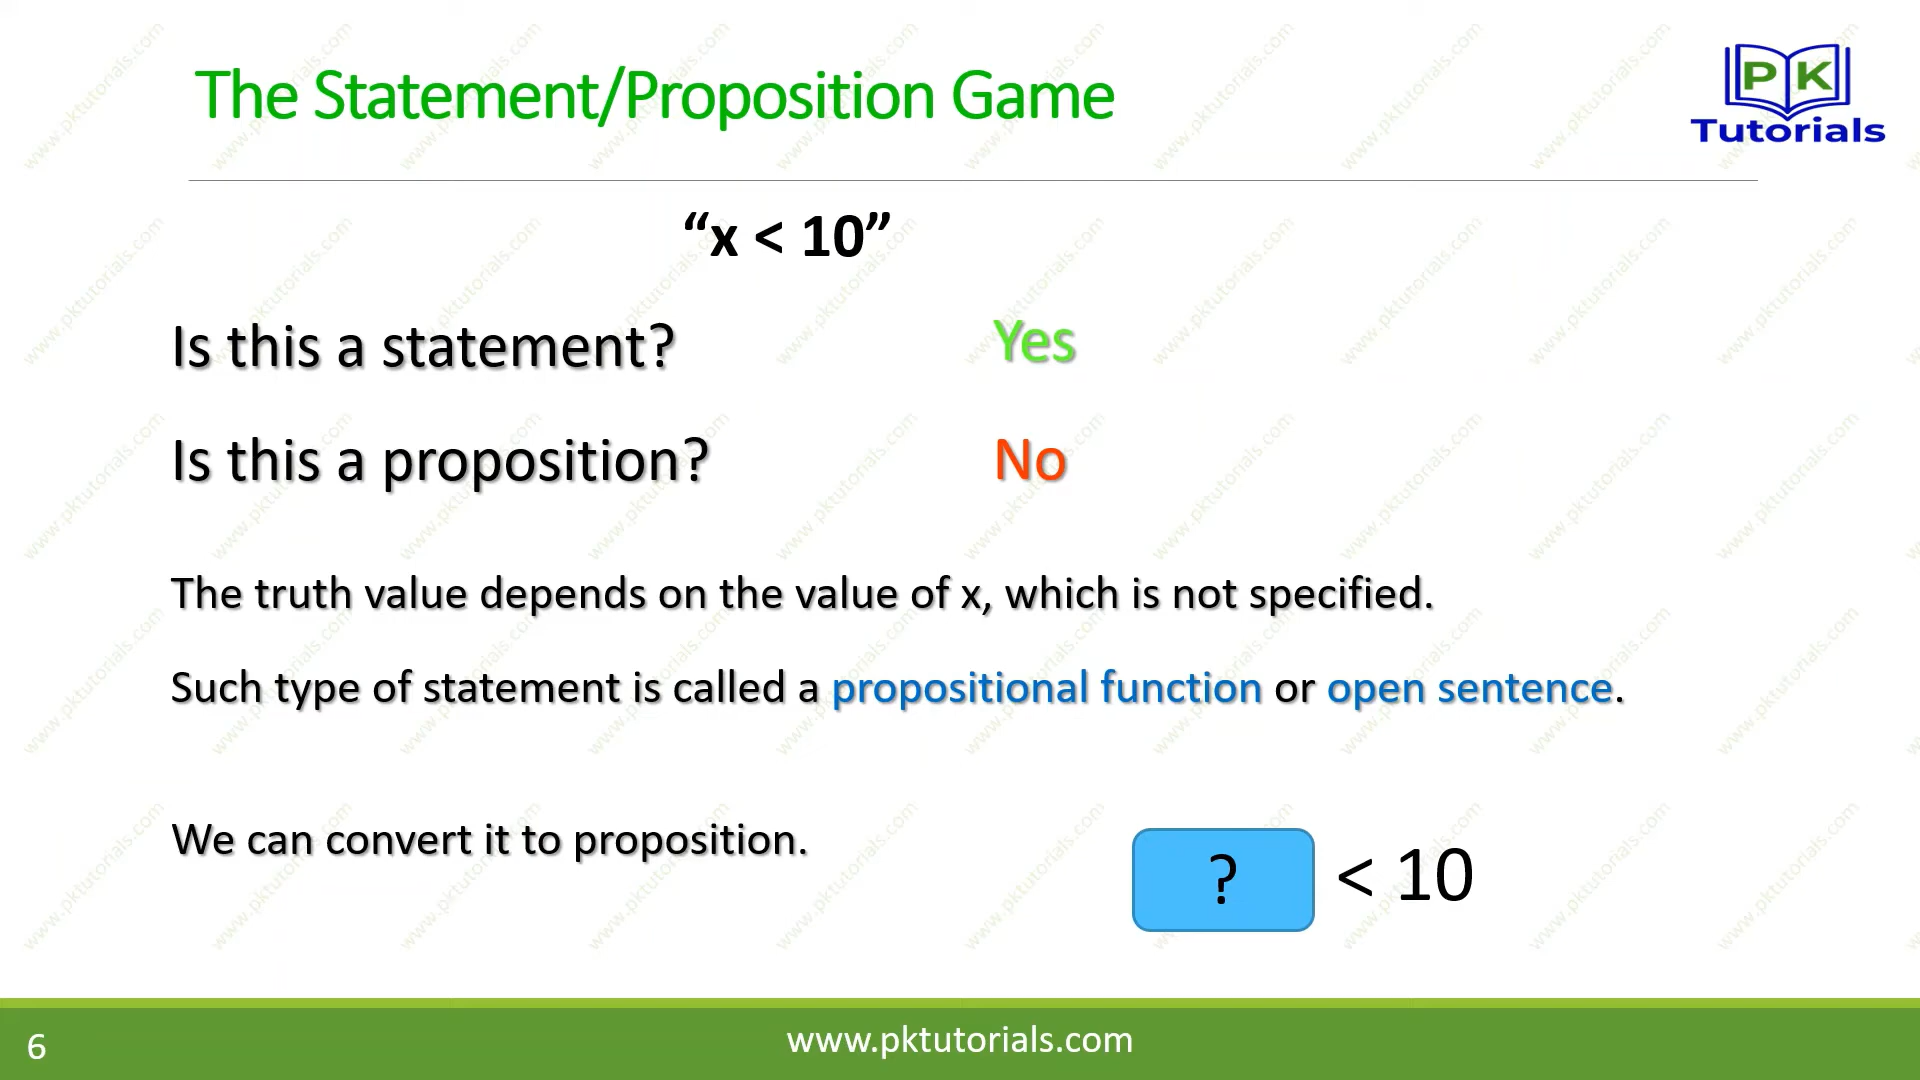 The Statement/Proposition Game
PK
Tutorials
“x < 10”
Is this a statement? Yes
Is this a proposition? No
The truth value depends on the value of x, which is not specified.
Such type of statement is called a propositional function or open sentence.
We can convert it to proposition.
? < 10
6
www.pktutorials.com